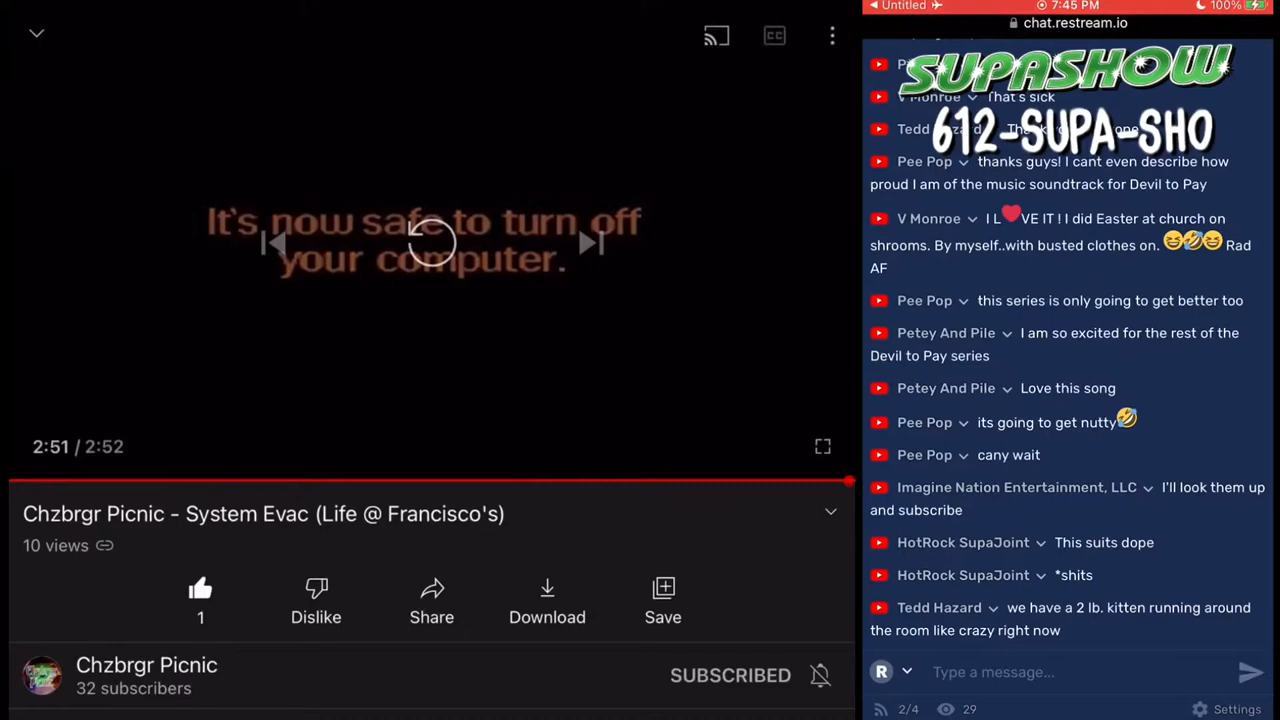 It's now safe to turn off
your computer.
2:51 / 2:52
Chzbrgr Picnic - System Evac (Life @ Francisco's)
10 views
1
Dislike
Share
Download
Save
Chzbrgr Picnic
32 subscribers
SUBSCRIBED
CC
Untitled
7:45 PM
100%
chat.restream.io
SUPASHOW
612-SUPA-SHO
V Monroe That's sick
Tedd
Pee Pop thanks guys! I cant even describe how
proud I am of the music soundtrack for Devil to Pay
V Monroe I L❤️VE IT ! I did Easter at church on
shrooms. By myself..with busted clothes on. 😆🤣😆 Rad
AF
Pee Pop this series is only going to get better too
Petey And Pile I am so excited for the rest of the
Devil to Pay series
Petey And Pile Love this song
Pee Pop its going to get nutty🤣
Pee Pop cany wait
Imagine Nation Entertainment, LLC I'll look them up
and subscribe
HotRock SupaJoint This suits dope
HotRock SupaJoint *shits
Tedd Hazard we have a 2 lb. kitten running around
the room like crazy right now
R Type a message...
2/4 29 Settings